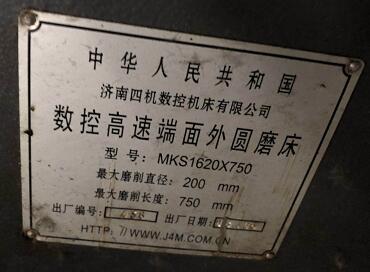 中华人民共和国
济南四机数控机床有限公司
数控高速端面外圆磨床
型号: MKS1620X750
最大磨削直径: 200 mm
最大磨削长度: 750 mm
出厂编号: 出厂日期:
HTTP: //WWW.J4M.COM.CN